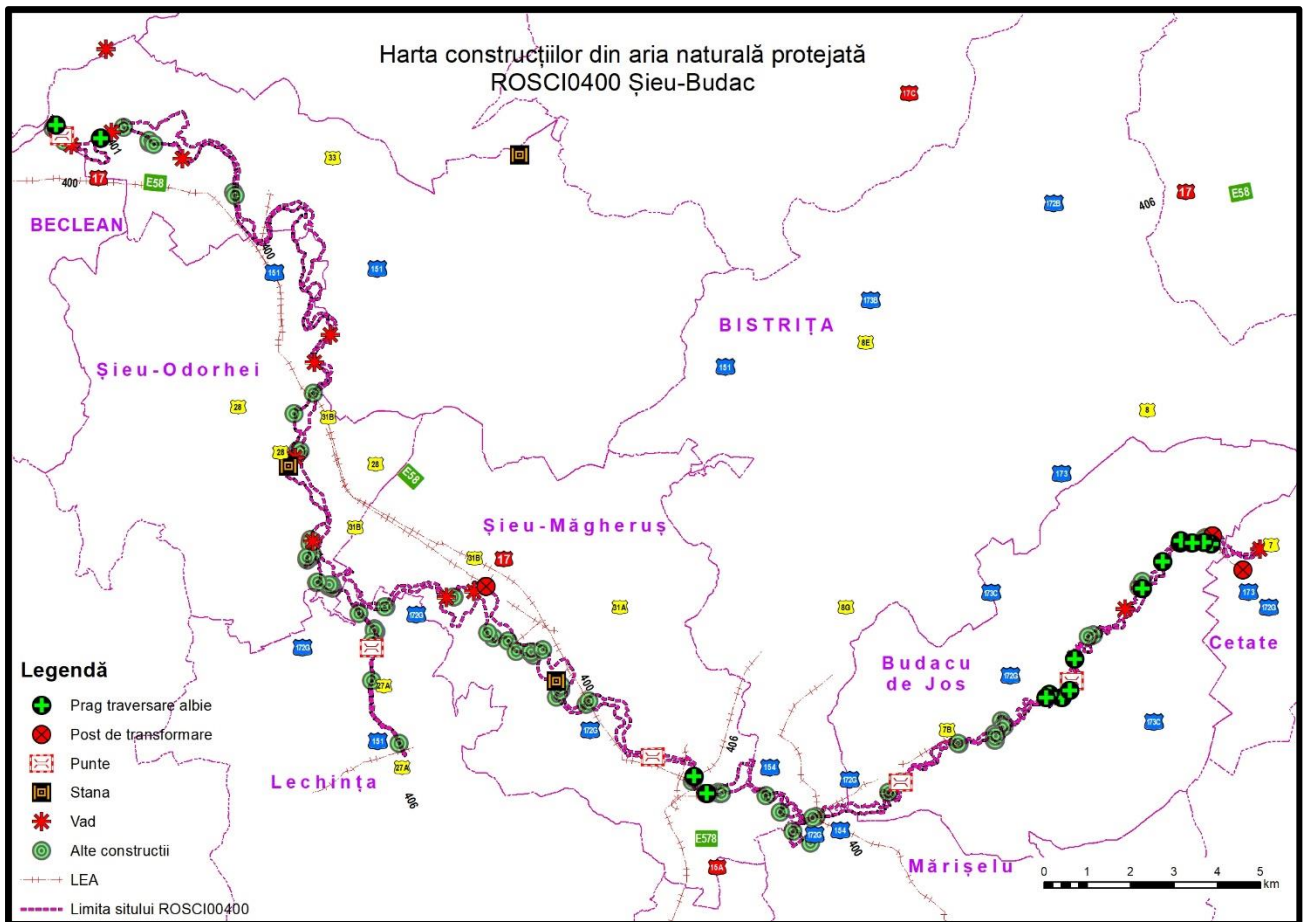 Harta construcțiilor din aria naturală protejată
ROSCI0400 Șieu-Budac
17C
401
33
400
17
E58
406
17
E58
172B
BECLEAN
400
151
151
173B
BISTRIȚA
8E
Șieu-Odorhei
151
28
31B
8
28
28
E58
173
31B
Șieu-Măgheruș
31B
17
7
173C
173
172G
31A
8G
172G
172G
Cetate
Budacu
de Jos
172G
27A
400
173C
172G
7B
151
27A
406
154
172G
Lechința
406
E578
172G
154
400
15A
Mărișelu
Legendă
Prag traversare albie
Post de transformare
Punte
Stana
Vad
Alte constructii
LEA
Limita sitului ROSCI00400
0 1 2 3 4 5
km